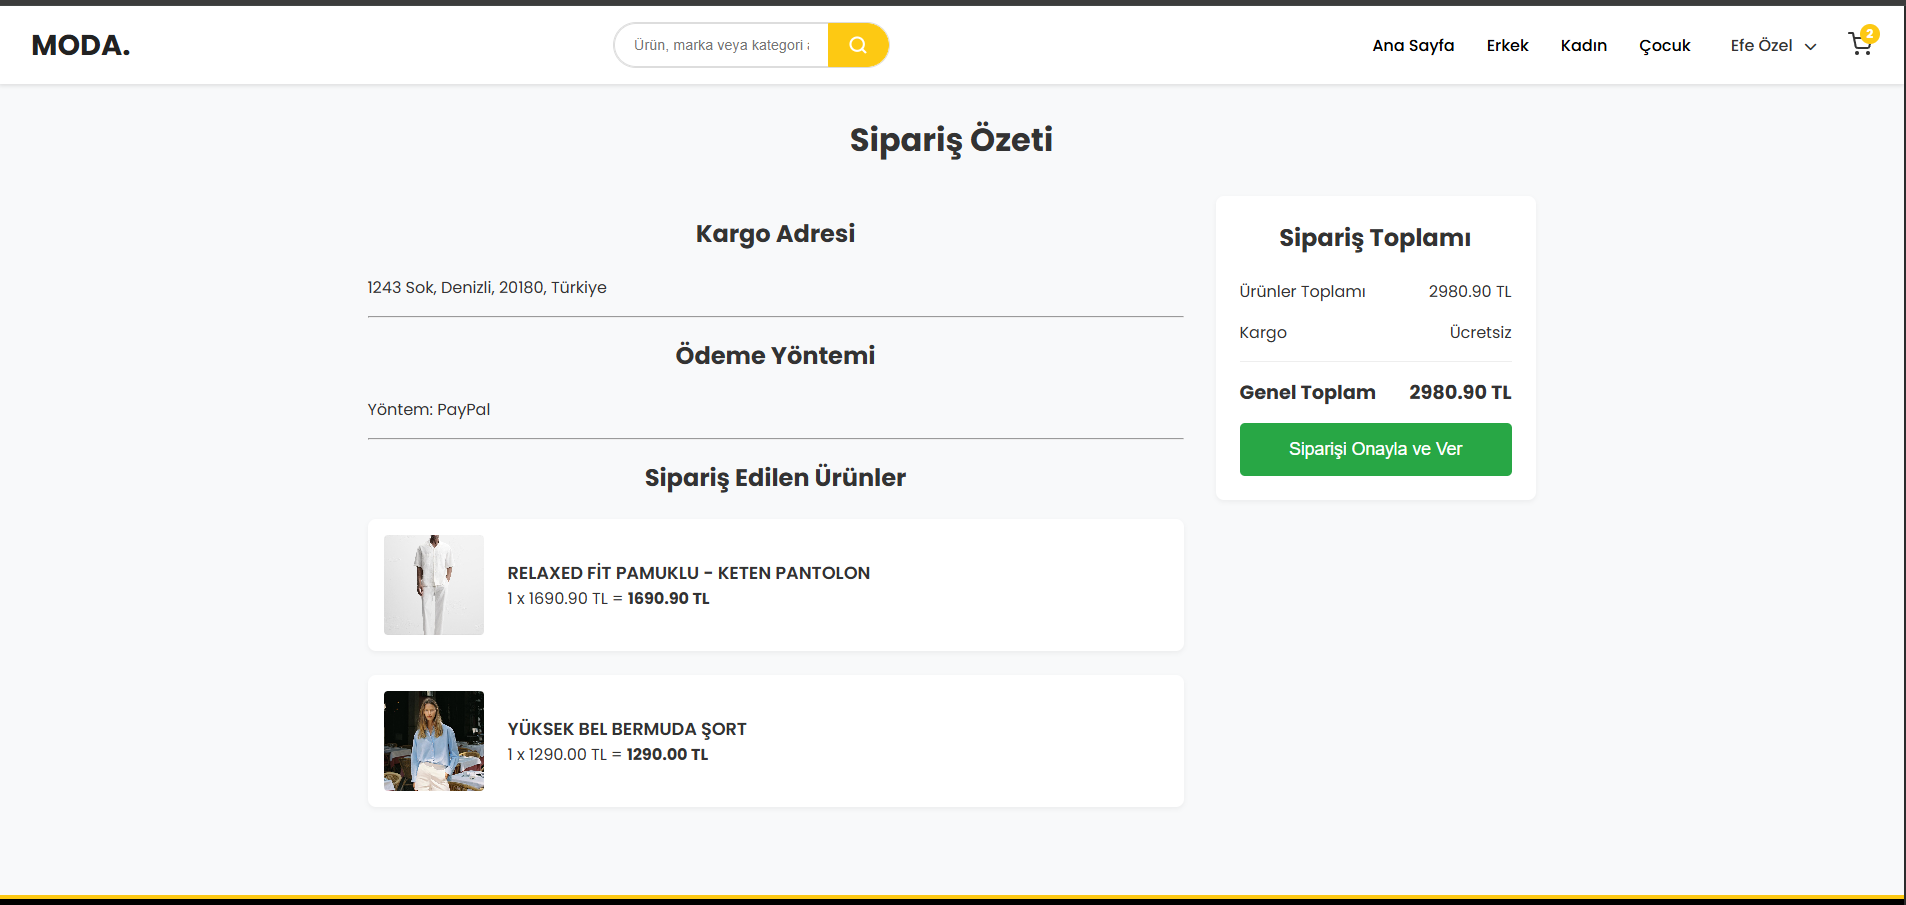 MODA.
Ürün, marka veya kategori a
Ana Sayfa
Erkek
Kadın
Çocuk
Efe Özel
2
Sipariş Özeti
Kargo Adresi
1243 Sok, Denizli, 20180, Türkiye
Ödeme Yöntemi
Yöntem: PayPal
Sipariş Edilen Ürünler
RELAXED FİT PAMUKLU - KETEN PANTOLON
1 x 1690.90 TL = 1690.90 TL
YÜKSEK BEL BERMUDA ŞORT
1 x 1290.00 TL = 1290.00 TL
Sipariş Toplamı
Ürünler Toplamı 2980.90 TL
Kargo Ücretsiz
Genel Toplam 2980.90 TL
Siparişi Onayla ve Ver